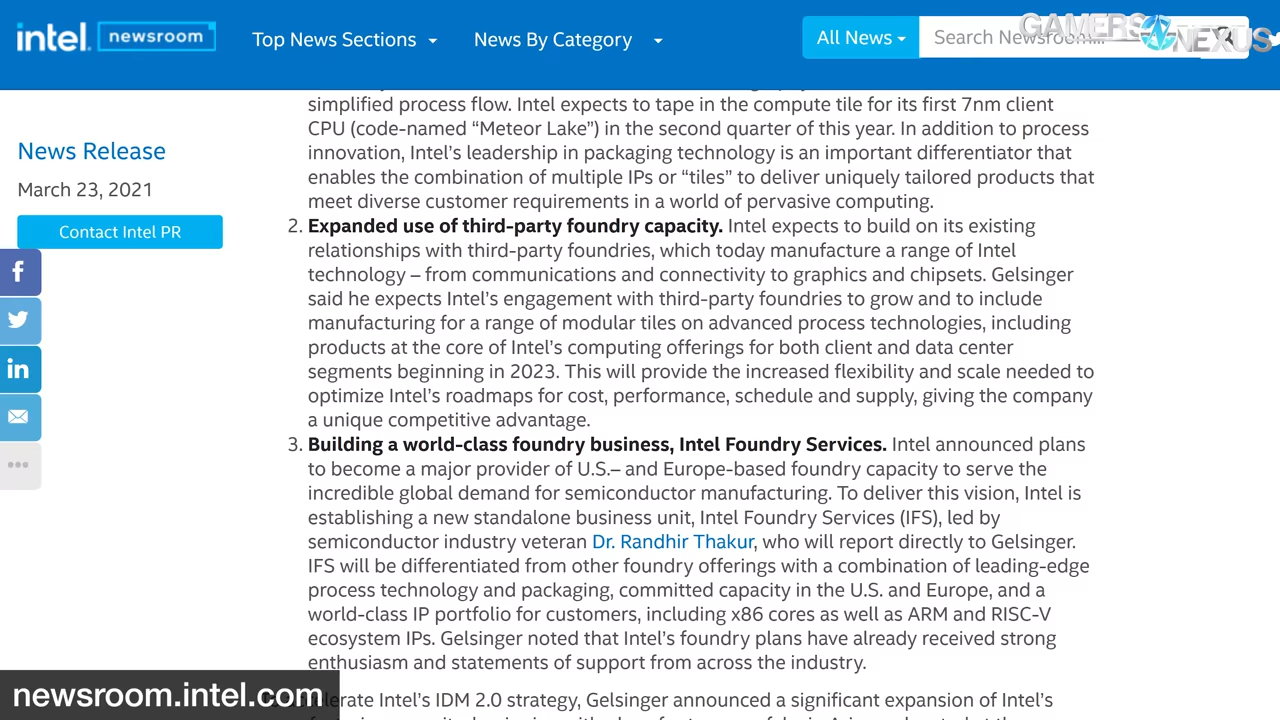 intel. newsroom
Top News Sections
News By Category
All News
Search Newsroom...
GAMERS NEXUS
News Release
March 23, 2021
Contact Intel PR
simplified process flow. Intel expects to tape in the compute tile for its first 7nm client
CPU (code-named “Meteor Lake”) in the second quarter of this year. In addition to process
innovation, Intel’s leadership in packaging technology is an important differentiator that
enables the combination of multiple IPs or “tiles” to deliver uniquely tailored products that
meet diverse customer requirements in a world of pervasive computing.
2. Expanded use of third-party foundry capacity. Intel expects to build on its existing
relationships with third-party foundries, which today manufacture a range of Intel
technology – from communications and connectivity to graphics and chipsets. Gelsinger
said he expects Intel’s engagement with third-party foundries to grow and to include
manufacturing for a range of modular tiles on advanced process technologies, including
products at the core of Intel’s computing offerings for both client and data center
segments beginning in 2023. This will provide the increased flexibility and scale needed to
optimize Intel’s roadmaps for cost, performance, schedule and supply, giving the company
a unique competitive advantage.
3. Building a world-class foundry business, Intel Foundry Services. Intel announced plans
to become a major provider of U.S.– and Europe-based foundry capacity to serve the
incredible global demand for semiconductor manufacturing. To deliver this vision, Intel is
establishing a new standalone business unit, Intel Foundry Services (IFS), led by
semiconductor industry veteran Dr. Randhir Thakur, who will report directly to Gelsinger.
IFS will be differentiated from other foundry offerings with a combination of leading-edge
process technology and packaging, committed capacity in the U.S. and Europe, and a
world-class IP portfolio for customers, including x86 cores as well as ARM and RISC-V
ecosystem IPs. Gelsinger noted that Intel’s foundry plans have already received strong
enthusiasm and statements of support from across the industry.
Intel’s IDM 2.0 strategy, Gelsinger announced a significant expansion of Intel’s
newsroom.intel.com